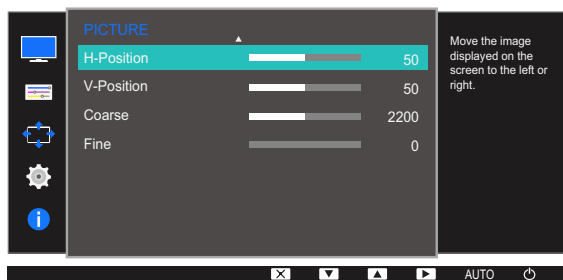 PICTURE
H-Position 50
V-Position 50
Coarse 2200
Fine 0
Move the image
displayed on the
screen to the left or
right.
AUTO